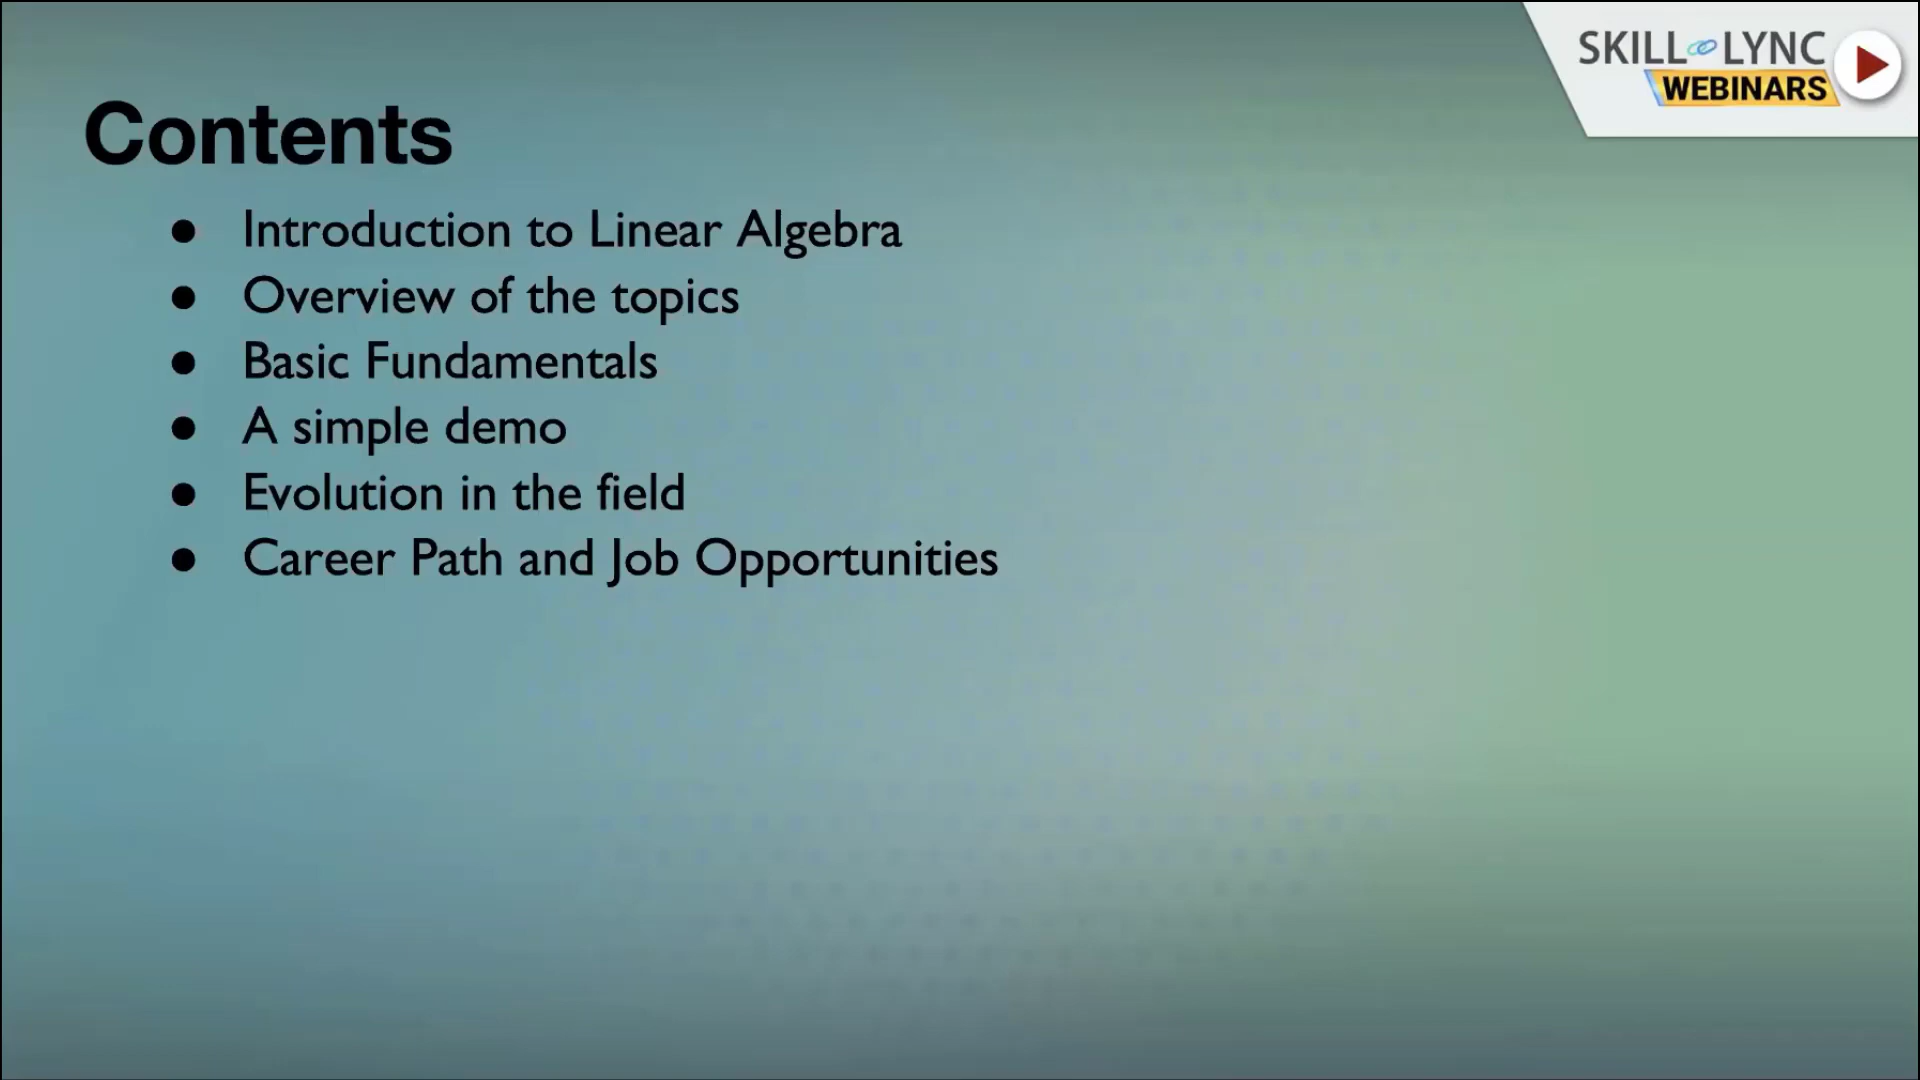 SKILL LYNC
WEBINARS
Contents
● Introduction to Linear Algebra
● Overview of the topics
● Basic Fundamentals
● A simple demo
● Evolution in the field
● Career Path and Job Opportunities